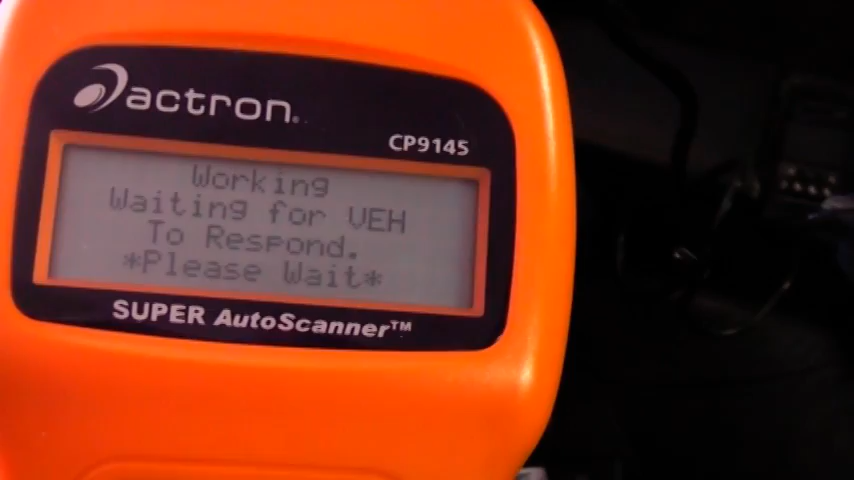 actron
CP9145
Working
Waiting for VEH
To Respond.
*Please Wait*
SUPER AutoScanner™